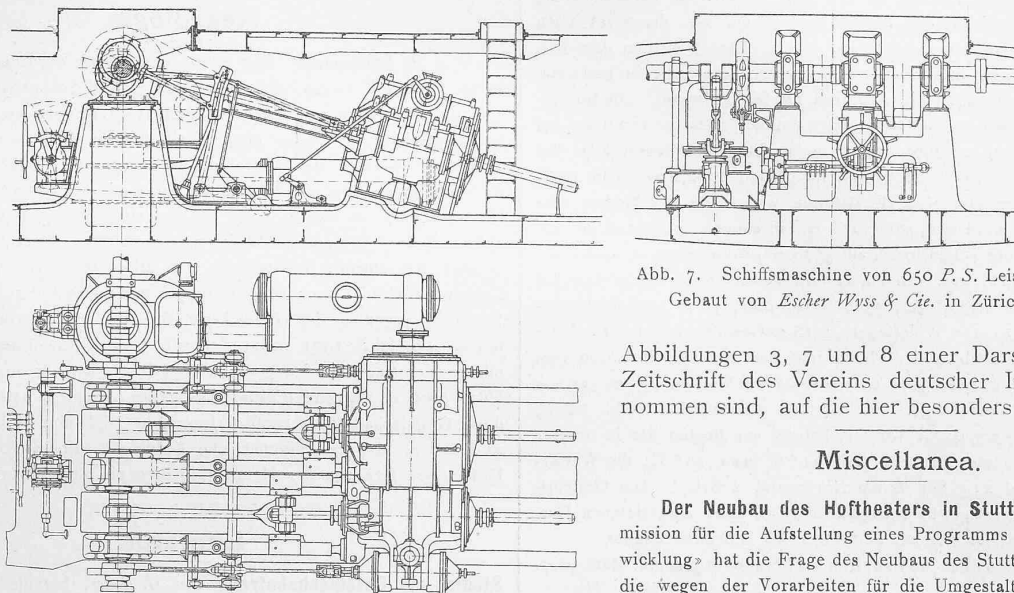 Abb. 7. Schiffsmaschine von 650 P. S. Leis
Gebaut von Escher Wyss & Cie. in Züric
Abbildungen 3, 7 und 8 einer Dars
Zeitschrift des Vereins deutscher I
nommen sind, auf die hier besonders
Miscellanea.
Der Neubau des Hoftheaters in Stutt
mission für die Aufstellung eines Programms
wicklung» hat die Frage des Neubaus des Stutt
die wegen der Vorarbeiten für die Umgestalt